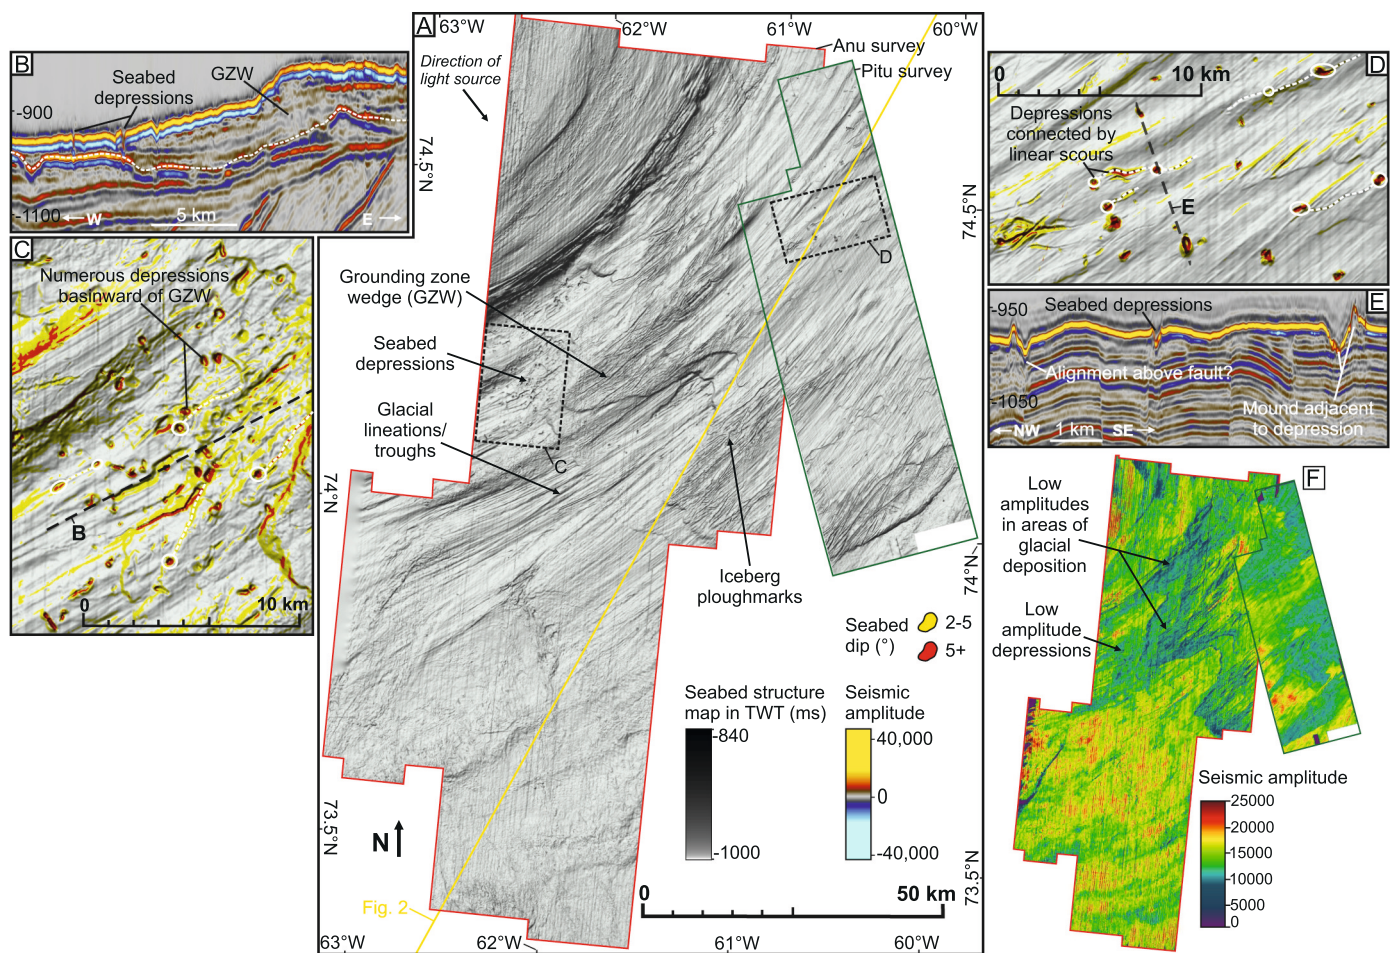 A
63°W
62°W
61°W
60°W
Direction of
light source
Anu survey
Pitu survey
74.5°N
74.5°N
D
Grounding zone
wedge (GZW)
Seabed
depressions
Glacial
lineations/
troughs
C
74°N
74°N
Iceberg
ploughmarks
Seabed
dip (°)
2-5
5+
Seabed structure
map in TWT (ms)
-840
-1000
Seismic
amplitude
40,000
0
-40,000
73.5°N
73.5°N
N
0
50 km
Fig. 2
63°W
62°W
61°W
60°W
B
Seabed
depressions
GZW
-900
-1100
W
5 km
E
C
Numerous depressions
basinward of GZW
B
0
10 km
D
0
10 km
Depressions
connected by
linear scours
E
E
-950
Seabed depressions
Alignment above fault?
-1050
Mound adjacent
to depression
NW
1 km
SE
F
Low
amplitudes
in areas of
glacial
deposition
Low
amplitude
depressions
Seismic amplitude
25000
20000
15000
10000
5000
0